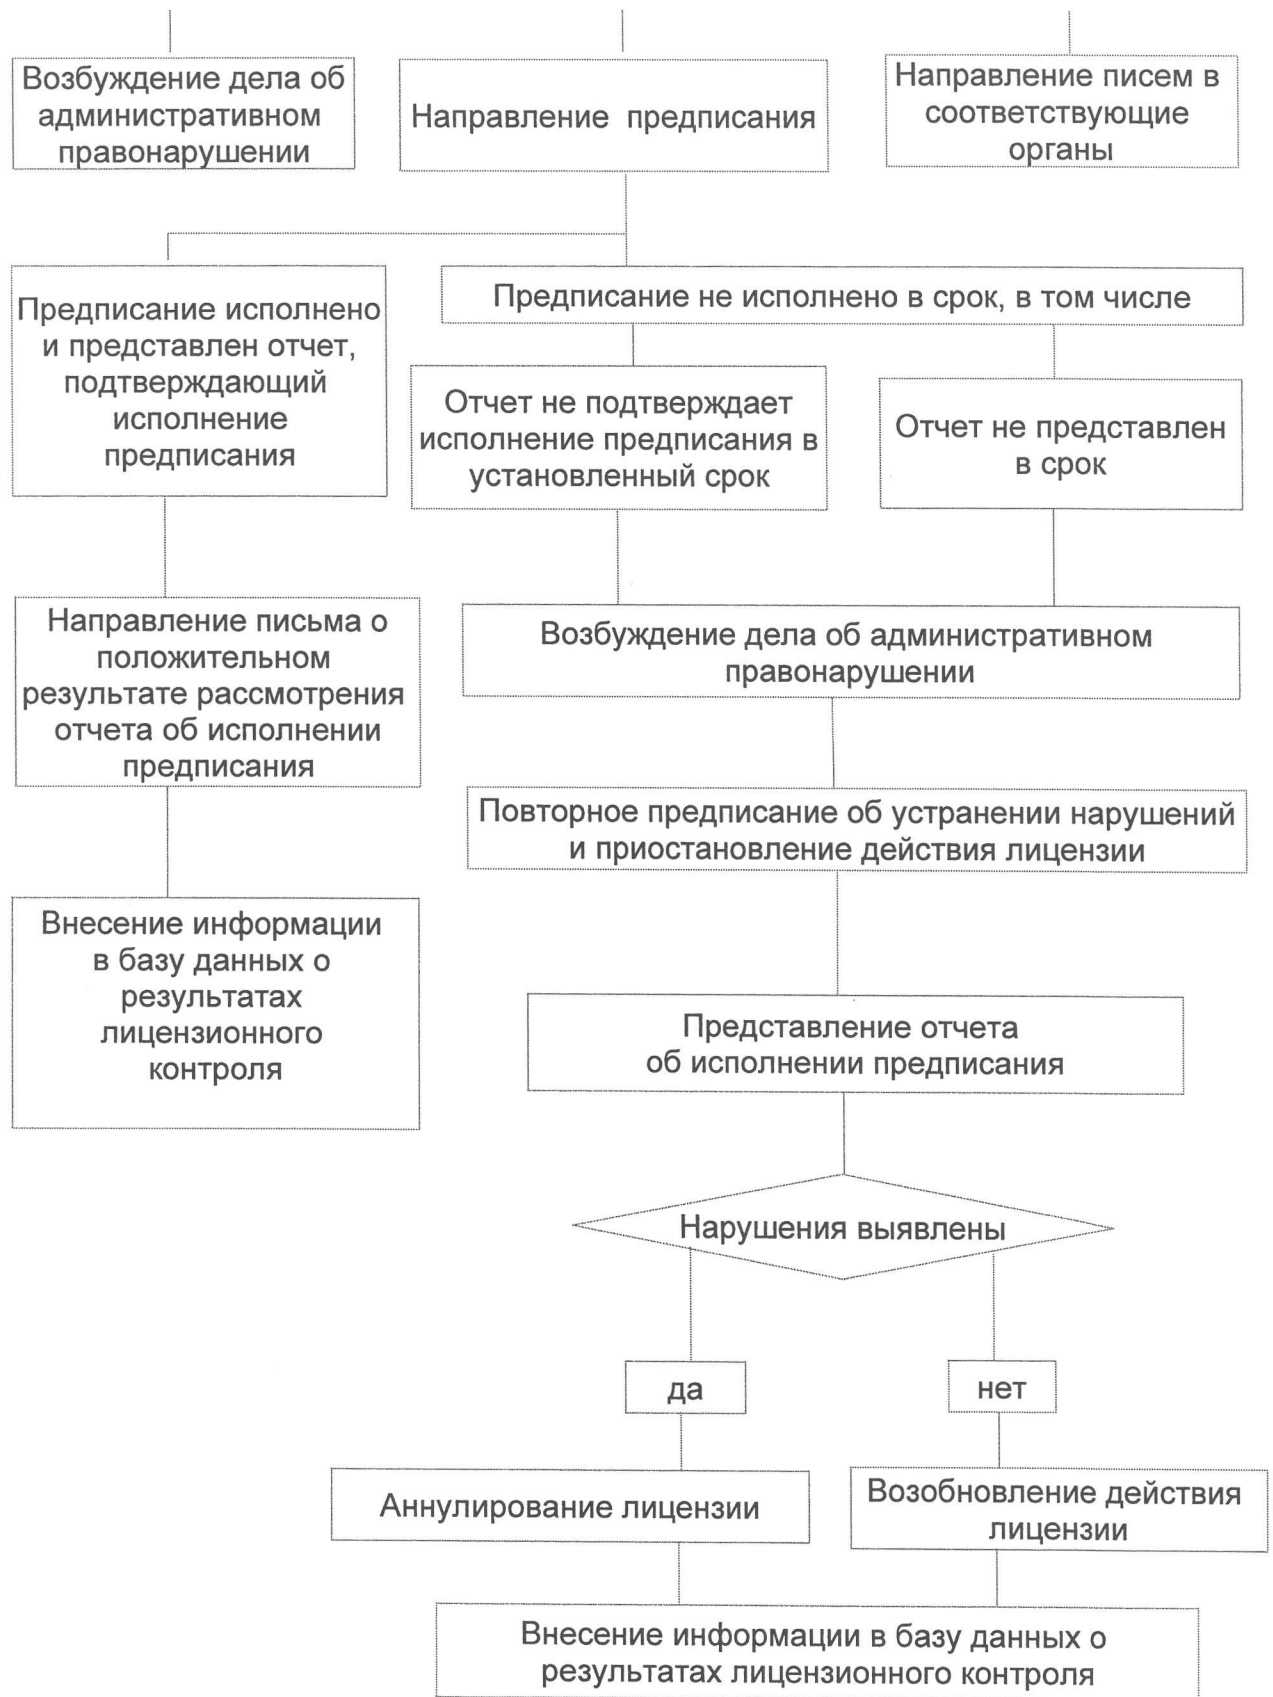 Возбуждение дела об
административном
правонарушении
Направление предписания
Направление писем в
соответствующие
органы
Предписание исполнено
и представлен отчет,
подтверждающий
исполнение
предписания
Предписание не исполнено в срок, в том числе
Отчет не подтверждает
исполнение предписания в
установленный срок
Отчет не представлен
в срок
Направление письма о
положительном
результате рассмотрения
отчета об исполнении
предписания
Возбуждение дела об административном
правонарушении
Повторное предписание об устранении нарушений
и приостановление действия лицензии
Внесение информации
в базу данных о
результатах
лицензионного
контроля
Представление отчета
об исполнении предписания
Нарушения выявлены
да
нет
Аннулирование лицензии
Возобновление действия
лицензии
Внесение информации в базу данных о
результатах лицензионного контроля